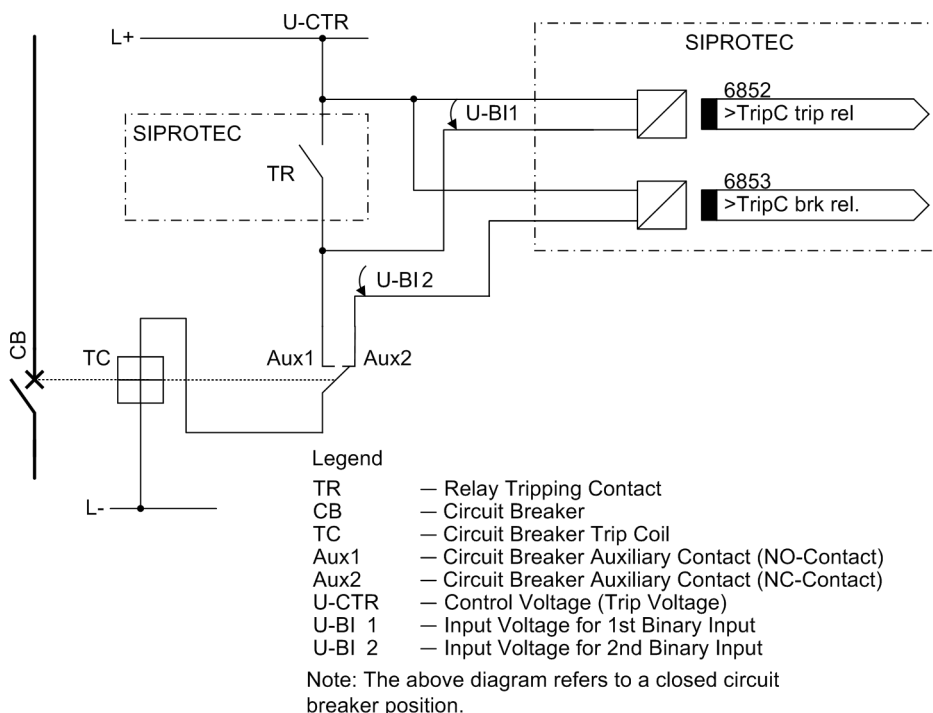 U-CTR
L+
SIPROTEC
6852
>TripC trip rel
U-BI1
SIPROTEC
TR
6853
>TripC brk rel.
U-BI 2
CB
TC
Aux1
Aux2
L-
Legend
TR — Relay Tripping Contact
CB — Circuit Breaker
TC — Circuit Breaker Trip Coil
Aux1 — Circuit Breaker Auxiliary Contact (NO-Contact)
Aux2 — Circuit Breaker Auxiliary Contact (NC-Contact)
U-CTR — Control Voltage (Trip Voltage)
U-BI 1 — Input Voltage for 1st Binary Input
U-BI 2 — Input Voltage for 2nd Binary Input
Note: The above diagram refers to a closed circuit
breaker position.